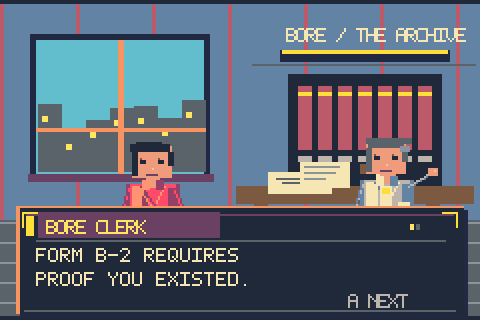 BORE / THE ARCHIVE
BORE CLERK
FORM B-2 REQUIRES
PROOF YOU EXISTED.
A NEXT